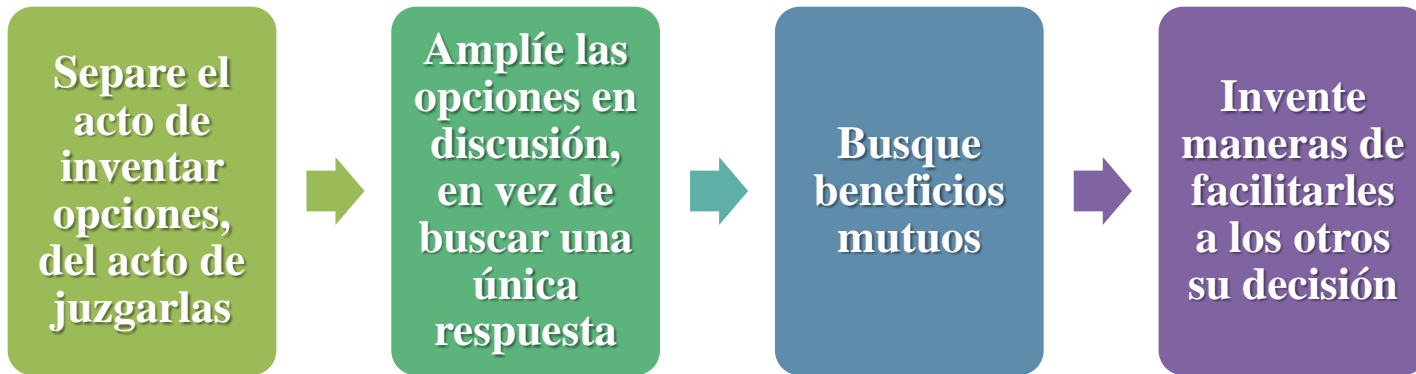 Separe el
acto de
inventar
opciones,
del acto de
juzgarlas
Amplíe las
opciones en
discusión,
en vez de
buscar una
única
respuesta
Busque
beneficios
mutuos
Invente
maneras de
facilitarles
a los otros
su decisión